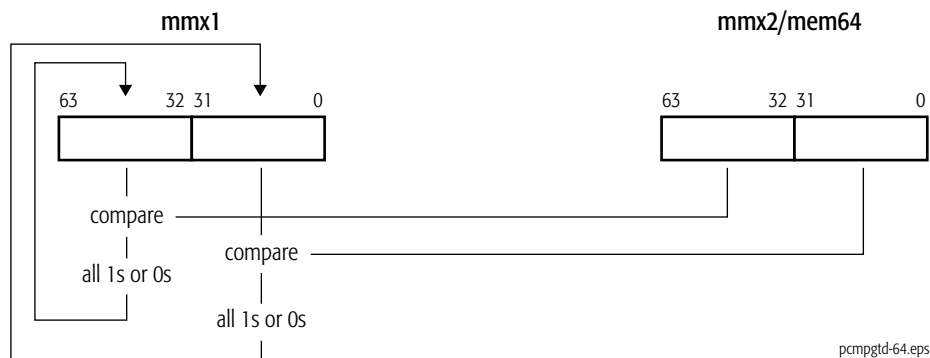 mmx1 mmx2/mem64
63 32 31 0 63 32 31 0
compare
compare
all 1s or 0s
all 1s or 0s
pcmpgtd-64.eps